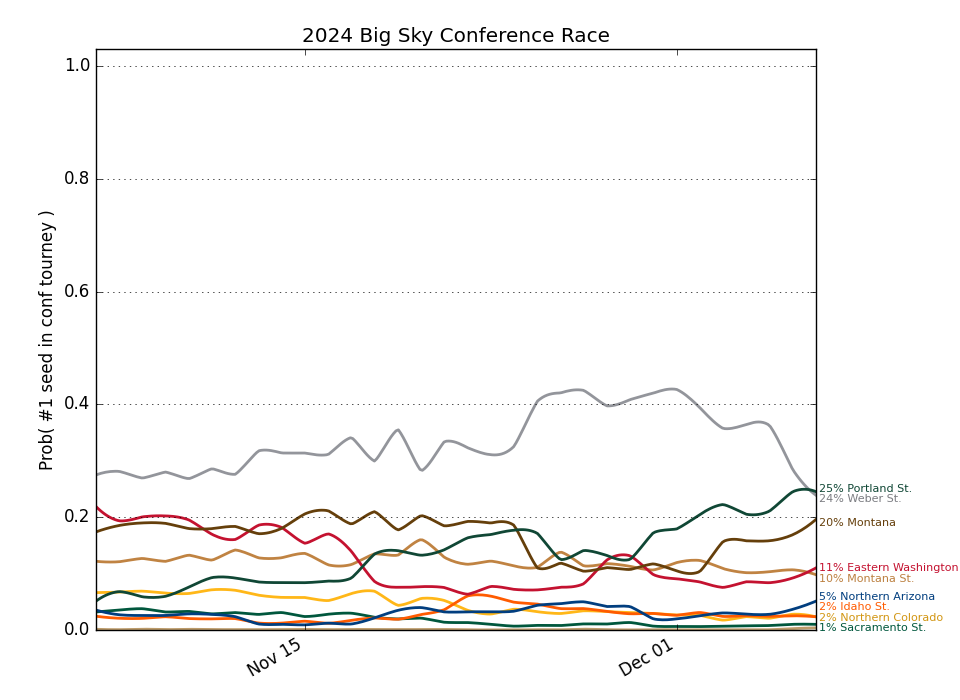 2024 Big Sky Conference Race
Prob( #1 seed in conf tourney )
1.0
0.8
0.6
0.4
0.2
0.0
Nov 15
Dec 01
25% Portland St.
24% Weber St.
20% Montana
11% Eastern Washington
10% Montana St.
5% Northern Arizona
2% Idaho St.
2% Northern Colorado
1% Sacramento St.